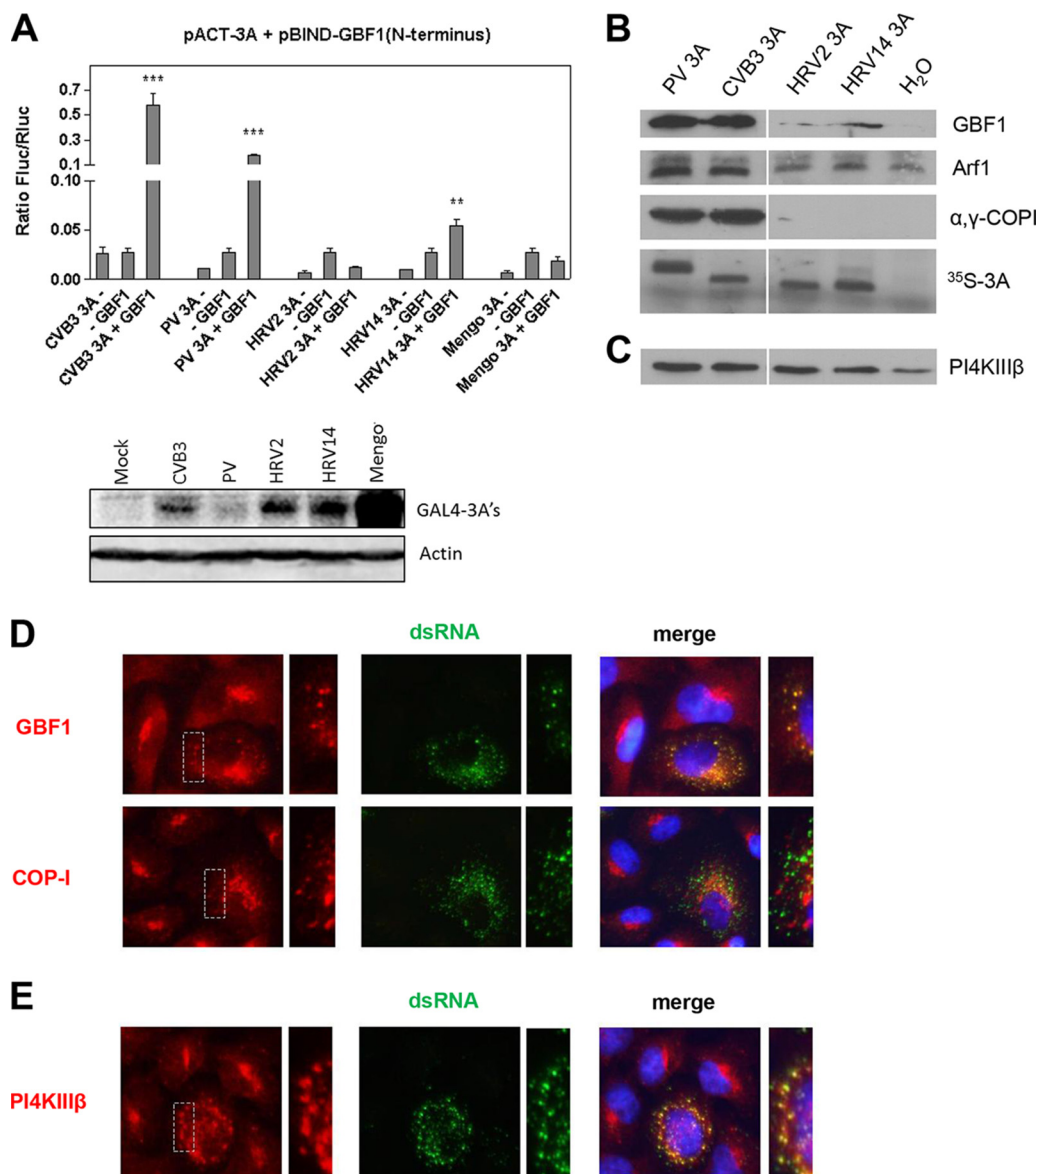 A
pACT-3A + pBIND-GBF1(N-terminus)
Ratio Fluc/Rluc
0.7
0.5
0.3
0.1
0.10
0.05
0.00
***
***
**
CVB3 3A -
- GBF1
CVB3 3A + GBF1
PV 3A -
- GBF1
PV 3A + GBF1
HRV2 3A -
- GBF1
HRV2 3A + GBF1
HRV14 3A -
- GBF1
HRV14 3A + GBF1
Mengo 3A -
- GBF1
Mengo 3A + GBF1
Mock
CVB3
PV
HRV2
HRV14
Mengo
GAL4-3A's
Actin
B
PV 3A
CVB3 3A
HRV2 3A
HRV14 3A
H₂O
GBF1
Arf1
α,γ-COPI
³⁵S-3A
C
PI4KIIIβ
D
dsRNA
merge
GBF1
COP-I
E
dsRNA
merge
PI4KIIIβ